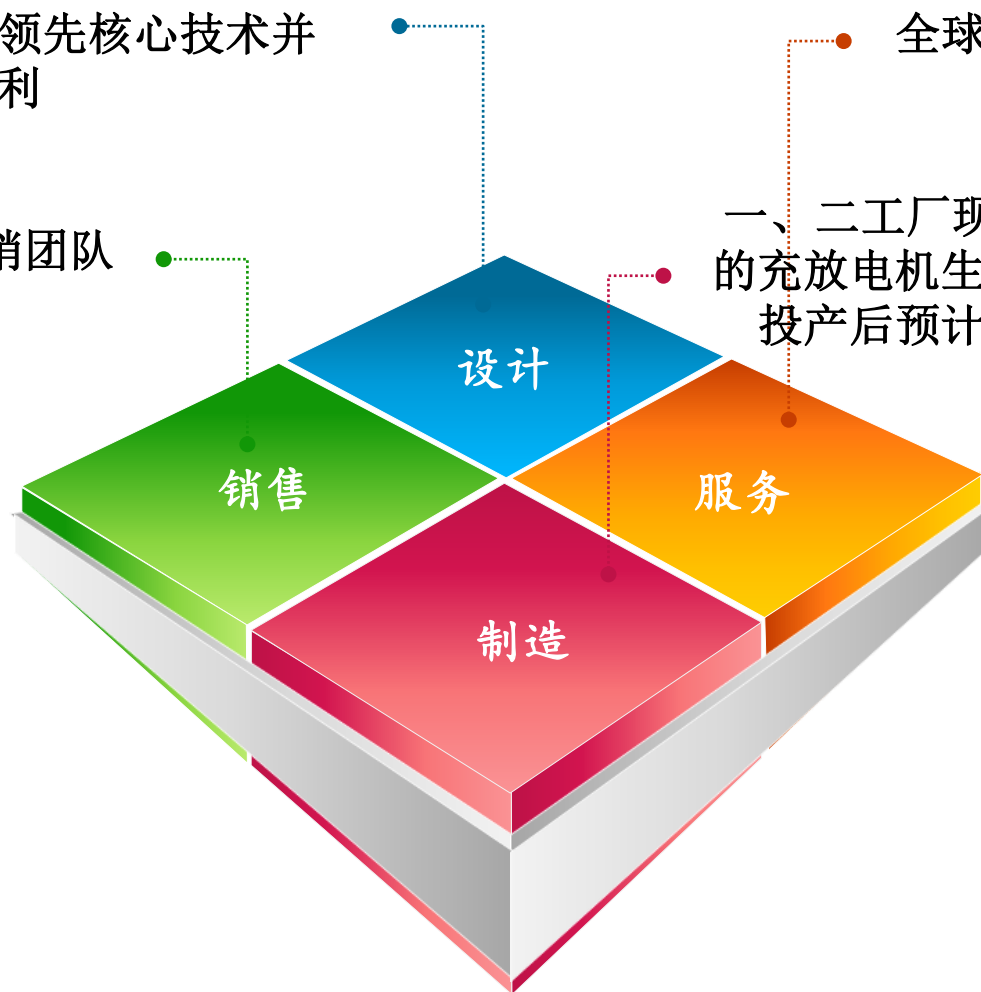 领先核心技术并
利
全球
销团队
一、二工厂现
的充放电机生
投产后预计
设计
销售
服务
制造